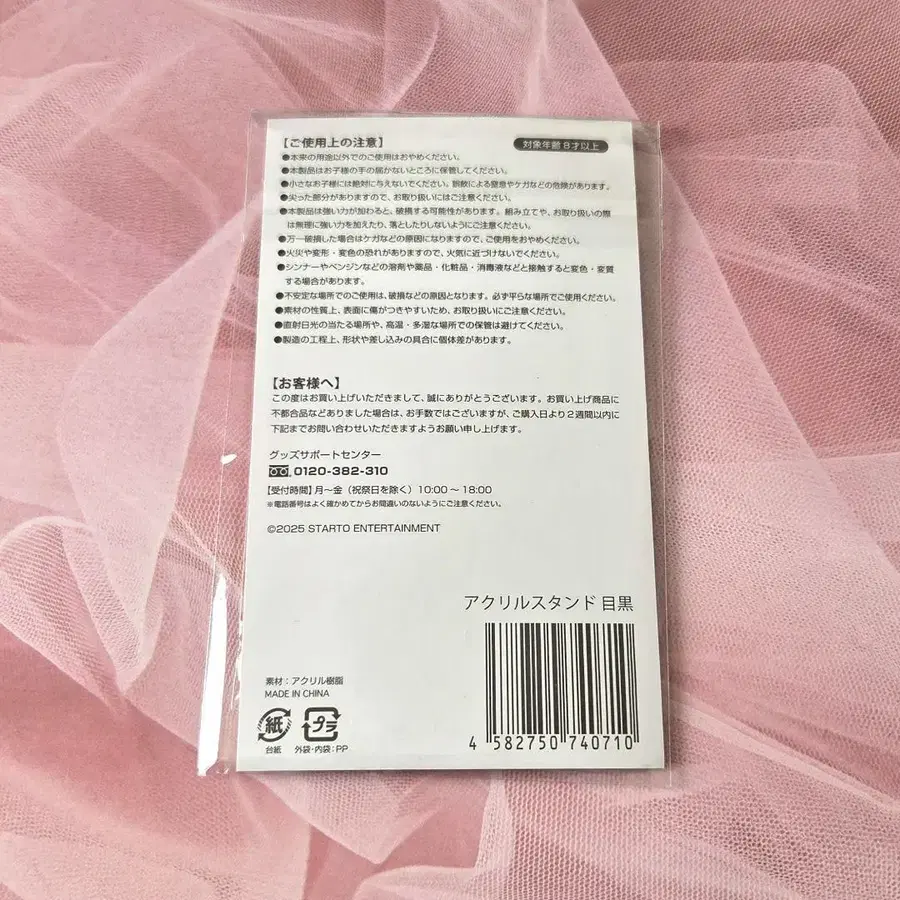 【ご使用上の注意】
対象年齢8才以上
●本来の用途以外でのご使用はおやめください。
●本製品はお子様の手の届かないところに保管してください。
●小さなお子様には絶対に与えないでください。誤飲による窒息やケガなどの危険があります。
●尖った部分がありますので、お取り扱いにはご注意ください。
●本製品は強い力が加わると、破損する可能性があります。組み立てや、お取り扱いの際
は無理に強い力を加えたり、落としたりしないようにご注意ください。
●万一破損した場合はケガなどの原因になりますので、ご使用をおやめください。
●火災や変形・変色の恐れがありますので、火気に近づけないでください。
●シンナーやベンジンなどの溶剤や薬品・化粧品・消毒液などと接触すると変色・変質
する場合があります。
●不安定な場所でのご使用は、破損などの原因となります。必ず平らな場所でご使用ください。
●素材の性質上、表面に傷がつきやすいため、お取り扱いにご注意ください。
●直射日光の当たる場所や、高温・多湿な場所での保管は避けてください。
●製造の工程上、形状や差し込みの具合に個体差があります。
【お客様へ】
この度はお買い上げいただきまして、誠にありがとうございます。お買い上げ商品に
不都合品などありました場合は、お手数ではございますが、ご購入日より2週間以内に
下記までお問い合わせいただきますようお願い申し上げます。
グッズサポートセンター
0120-382-310
【受付時間】月〜金（祝祭日を除く）10:00〜18:00
※電話番号はよく確かめてからお間違いのないようにご注意ください。
©2025 STARTO ENTERTAINMENT
アクリルスタンド 目黒
素材：アクリル樹脂
MADE IN CHINA
紙 プラ
台紙 外袋・内袋：PP
4 582750 740710